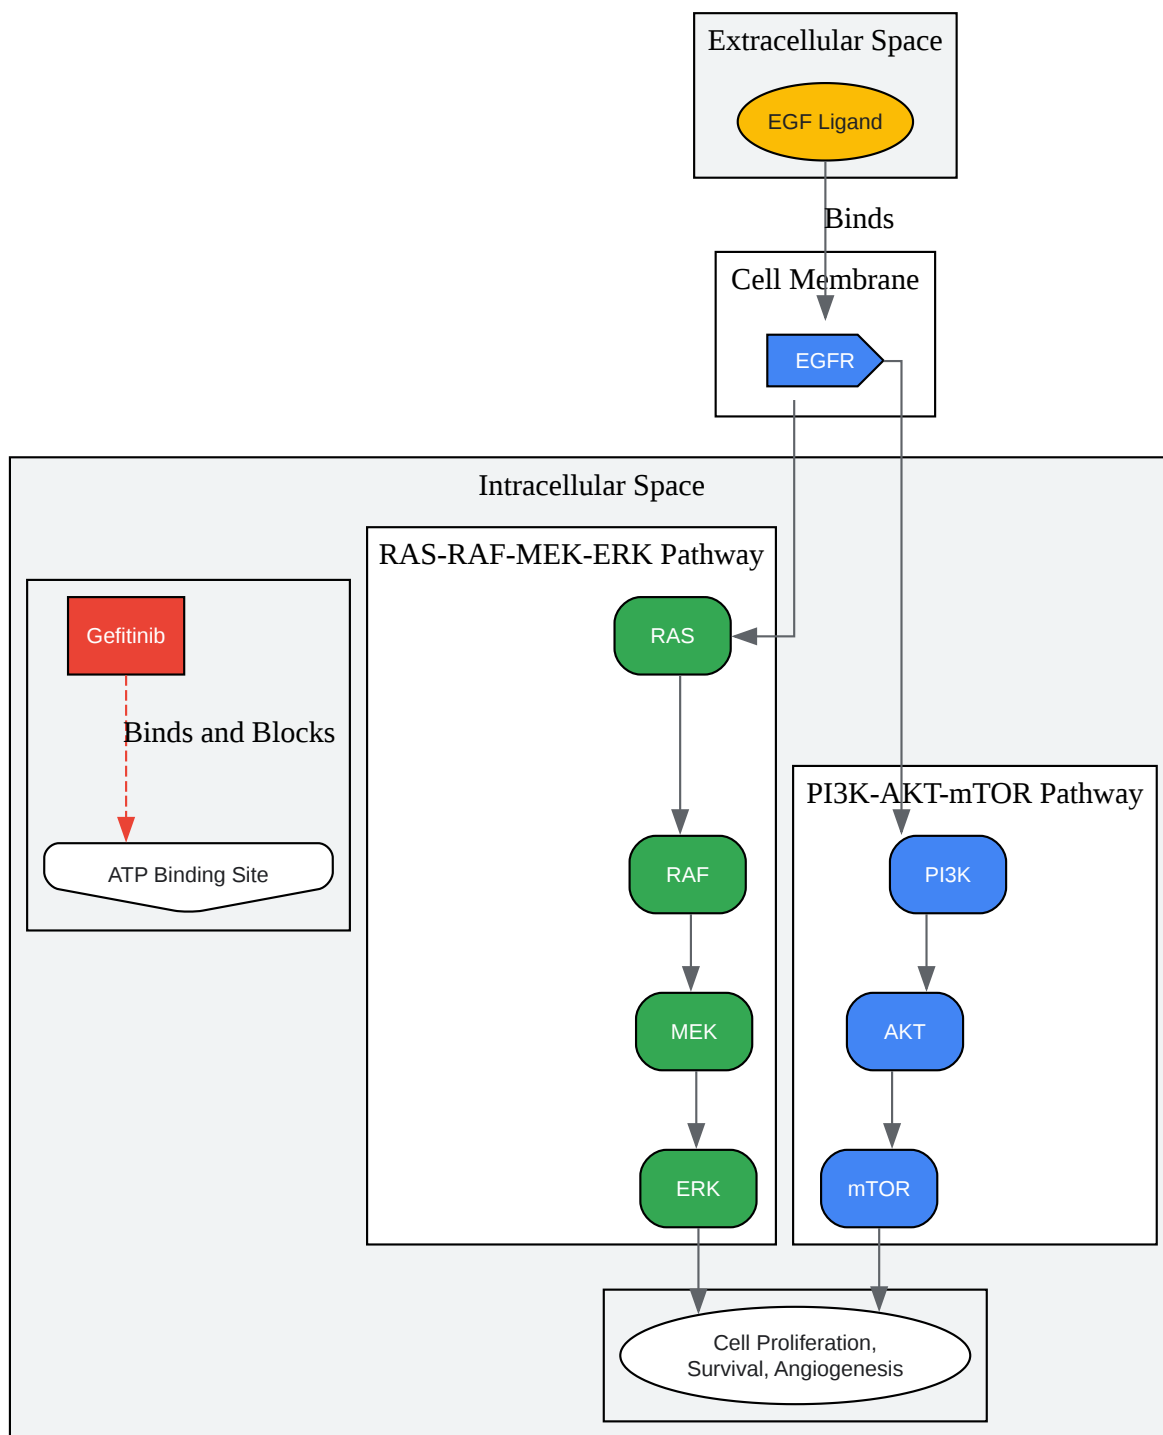 Extracellular Space
EGF Ligand
Binds
Cell Membrane
EGFR
Intracellular Space
RAS-RAF-MEK-ERK Pathway
Gefitinib
RAS
Binds and Blocks
PI3K-AKT-mTOR Pathway
ATP Binding Site
RAF
PI3K
MEK
AKT
ERK
mTOR
Cell Proliferation,
Survival, Angiogenesis